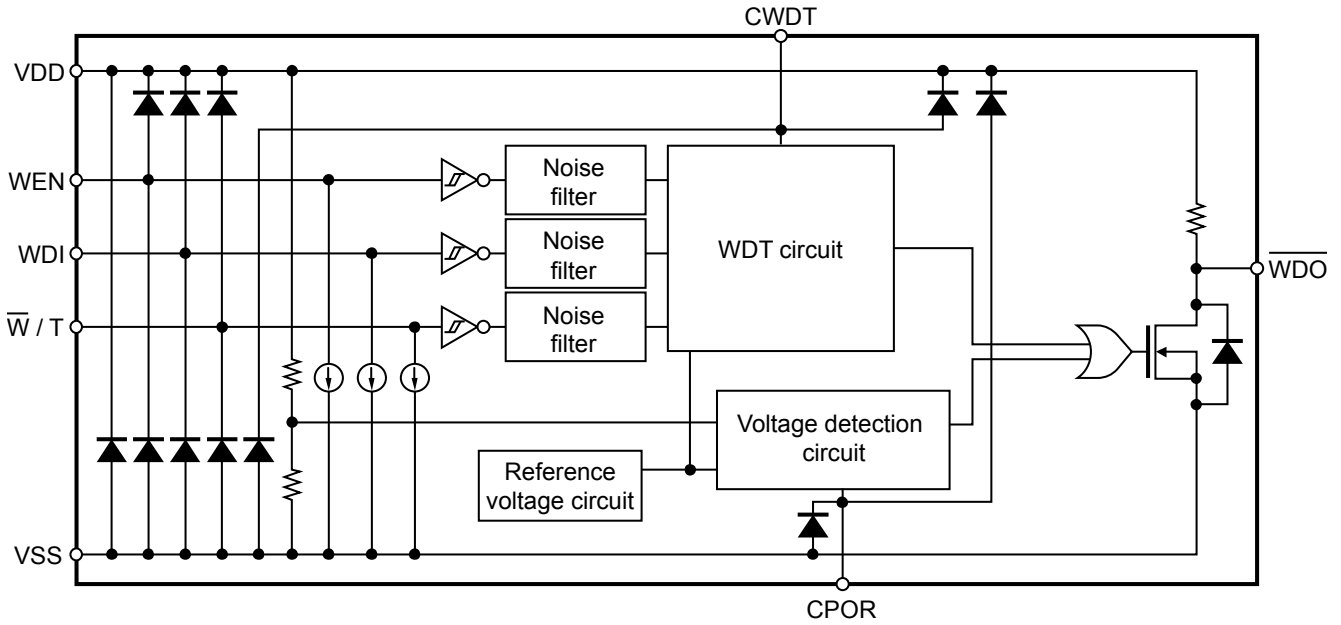 CWDT
VDD
WEN
Noise
filter
WDI
Noise
filter
WDT circuit
W̅D̅O̅
W̅ / T
Noise
filter
Voltage detection
circuit
Reference
voltage circuit
VSS
CPOR